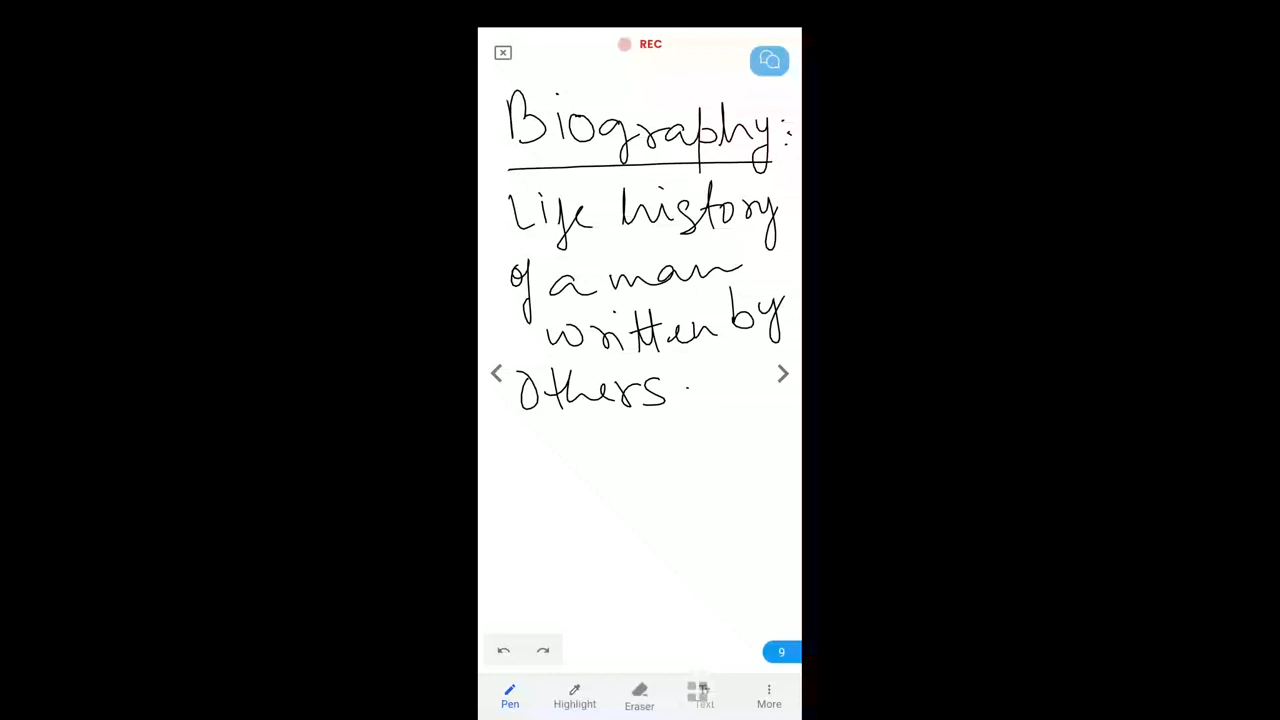 REC
Biography:
Life history
of a man
written by
Others.
9
Pen
Highlight
Eraser
Text
More